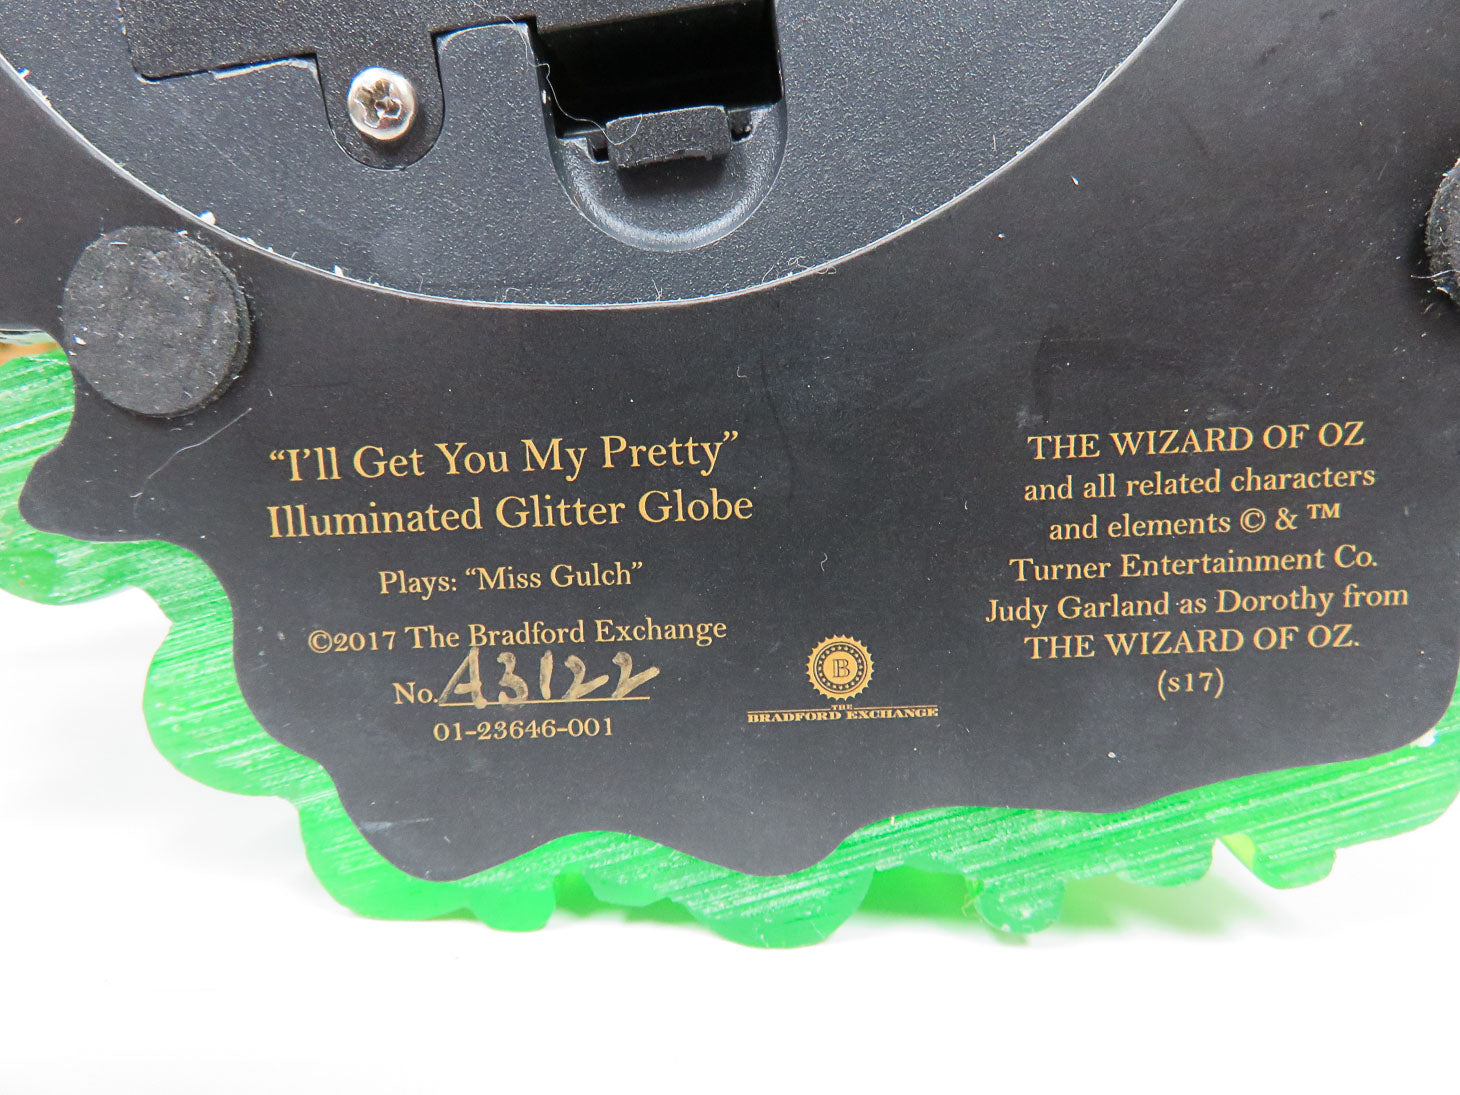 “I’ll Get You My Pretty”
Illuminated Glitter Globe
Plays: “Miss Gulch”
©2017 The Bradford Exchange
No. A3122
01-23646-001
B
THE
BRADFORD EXCHANGE
THE WIZARD OF OZ
and all related characters
and elements © & ™
Turner Entertainment Co.
Judy Garland as Dorothy from
THE WIZARD OF OZ.
(s17)